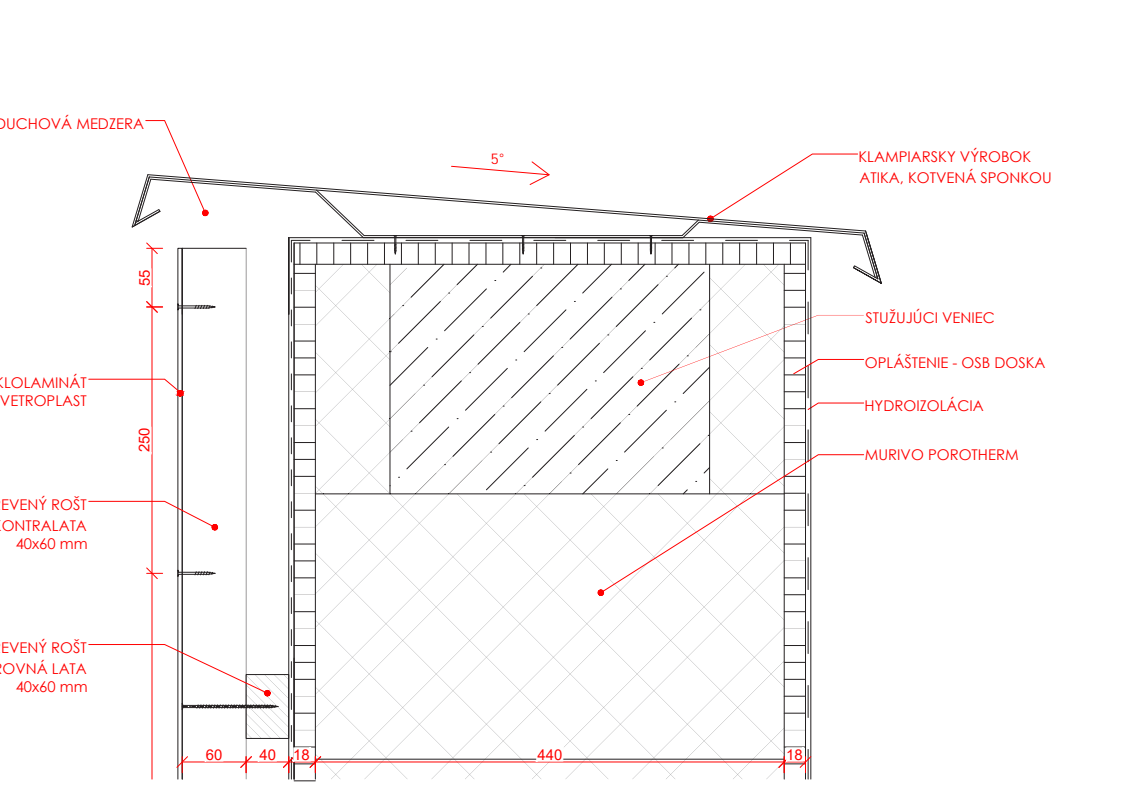 DUCHOVÁ MEDZERA
5°
KLAMPIARSKY VÝROBOK
ATIKA, KOTVENÁ SPONKOU
55
STUŽUJÚCI VENIEC
OPLÁŠTENIE - OSB DOSKA
KLOLAMINÁT
VETROPLAST
HYDROIZOLÁCIA
250
MURIVO POROTHERM
EVENÝ ROŠT
KONTRALATA
40x60 mm
EVENÝ ROŠT
ROVNÁ LATA
40x60 mm
60
40
18
440
18